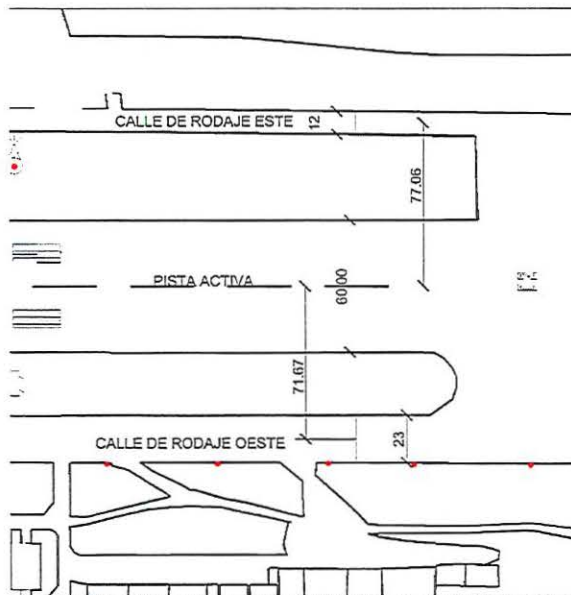 CALLE DE RODAJE ESTE
12
77.06
PISTA ACTIVA
60.00
71.67
CALLE DE RODAJE OESTE
23